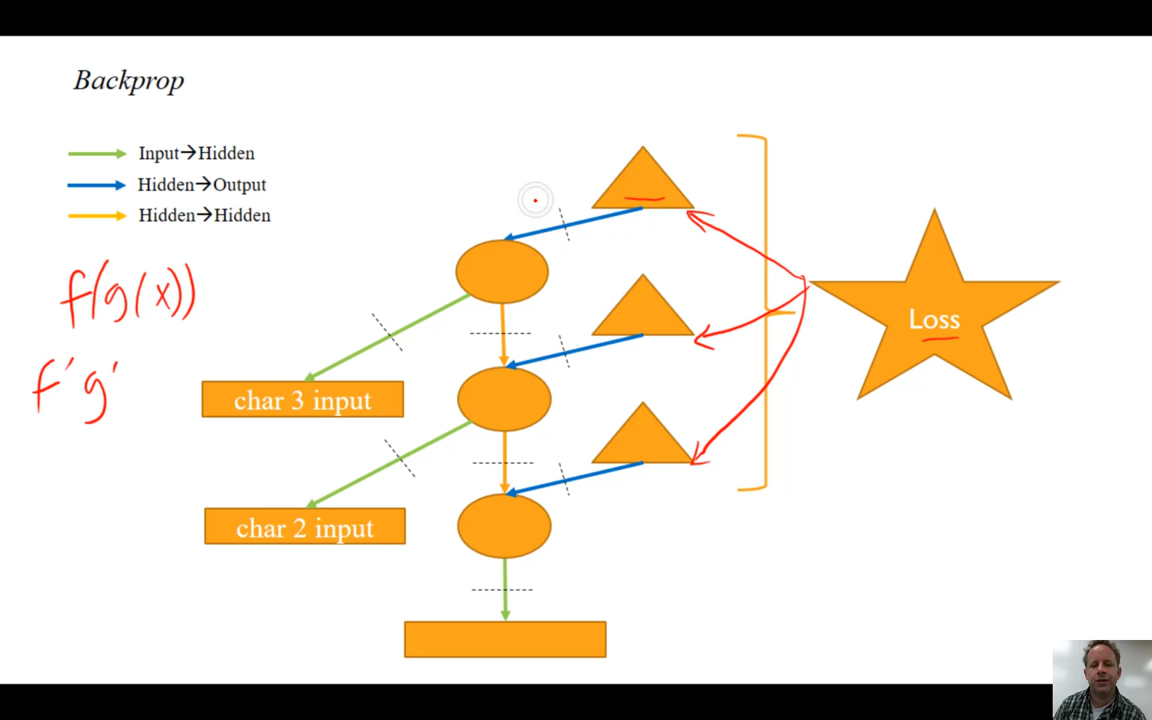 Backprop
Input→Hidden
Hidden→Output
Hidden→Hidden
f(g(x))
f'g'
Loss
char 3 input
char 2 input